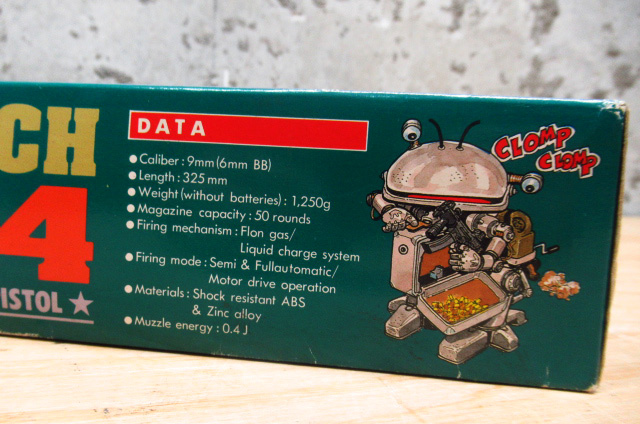 CH
4
ISTOL ★
DATA
● Caliber : 9mm (6mm BB)
● Length : 325 mm
● Weight (without batteries) : 1,250g
● Magazine capacity : 50 rounds
● Firing mechanism : Flon gas/
Liquid charge system
● Firing mode : Semi & Fullautomatic/
Motor drive operation
● Materials : Shock resistant ABS
& Zinc alloy
● Muzzle energy : 0.4 J
CLOMP
CLOMP